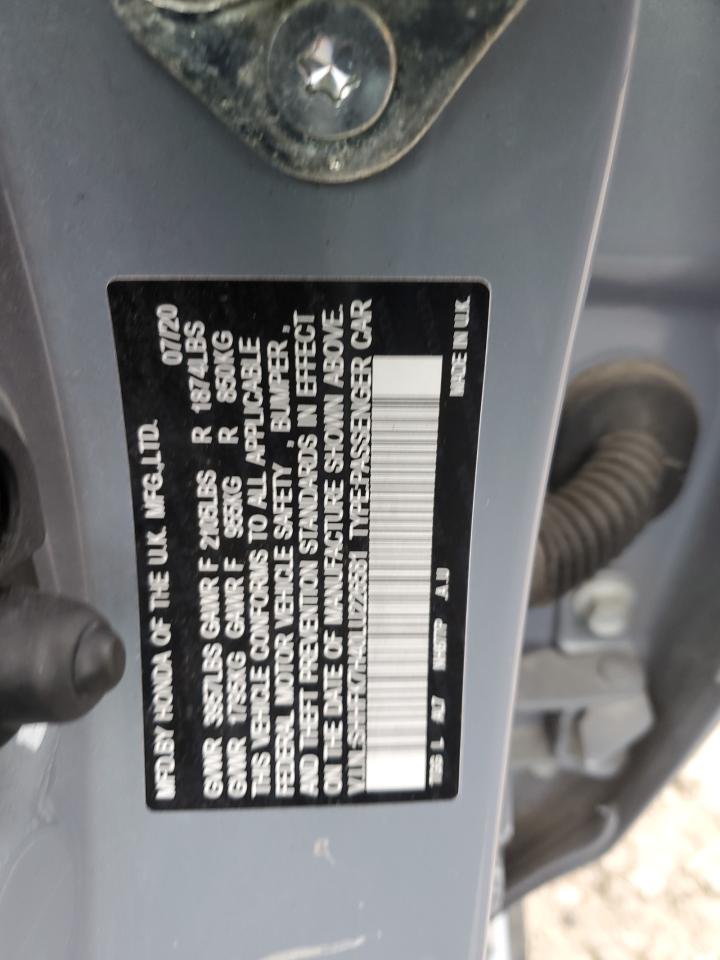 MFD.BY HONDA OF THE U.K. MFG.,LTD. 07/20
GVWR 3957LBS GAWR F 2105LBS R 1874LBS
GVWR 1795KG GAWR F 955KG R 850KG
THIS VEHICLE CONFORMS TO ALL APPLICABLE
FEDERAL MOTOR VEHICLE SAFETY , BUMPER ,
AND THEFT PREVENTION STANDARDS IN EFFECT
ON THE DATE OF MANUFACTURE SHOWN ABOVE.
V.I.N.: TYPE:PASSENGER CAR
A.U
MADE IN U.K.